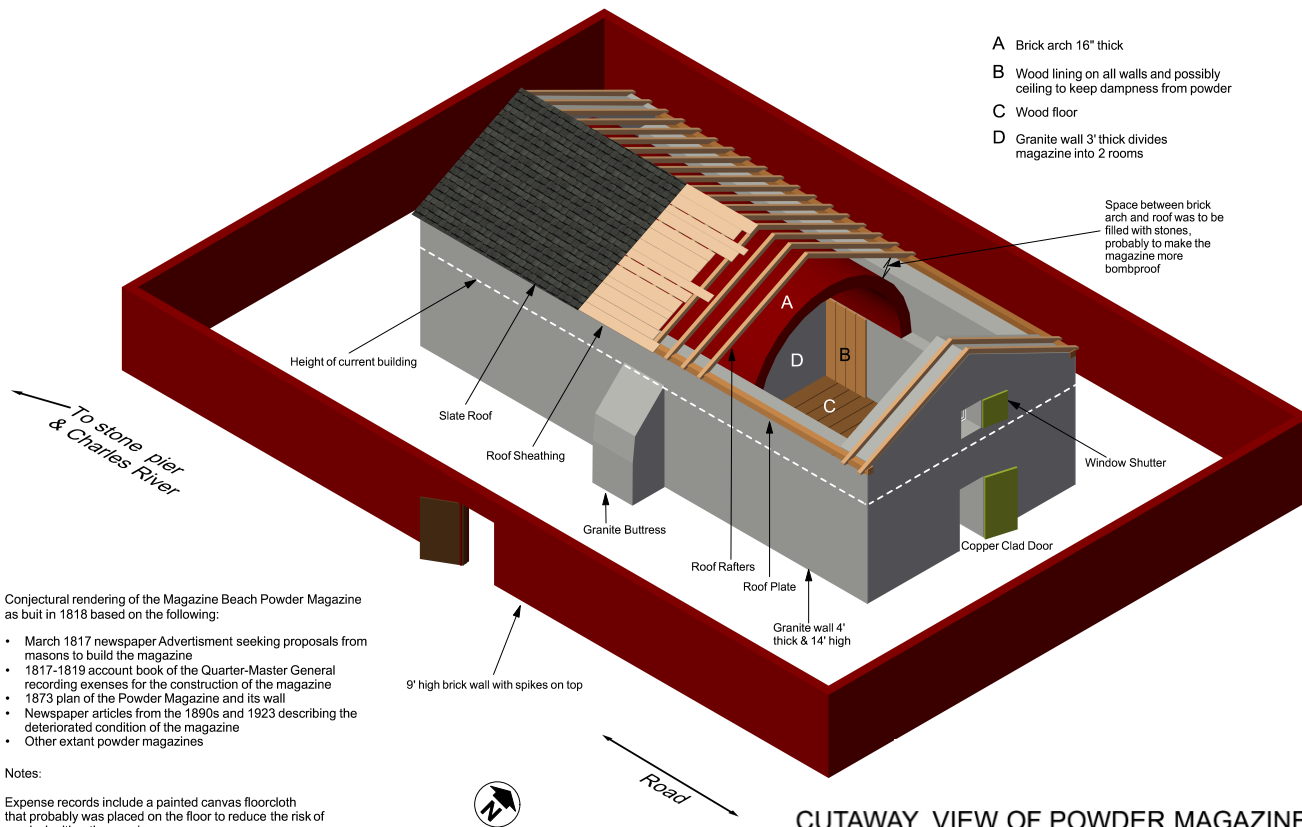 A Brick arch 16" thick
B Wood lining on all walls and possibly
ceiling to keep dampness from powder
C Wood floor
D Granite wall 3' thick divides
magazine into 2 rooms
Space between brick
arch and roof was to be
filled with stones,
probably to make the
magazine more
bombproof
A
B
C
D
Height of current building
Slate Roof
Roof Sheathing
To stone pier
& Charles River
Granite Buttress
Window Shutter
Copper Clad Door
Roof Rafters
Roof Plate
Granite wall 4'
thick & 14' high
9' high brick wall with spikes on top
Conjectural rendering of the Magazine Beach Powder Magazine
as buit in 1818 based on the following:
• March 1817 newspaper Advertisment seeking proposals from
masons to build the magazine
• 1817-1819 account book of the Quarter-Master General
recording exenses for the construction of the magazine
• 1873 plan of the Powder Magazine and its wall
• Newspaper articles from the 1890s and 1923 describing the
deteriorated condition of the magazine
• Other extant powder magazines
Notes:
Expense records include a painted canvas floorcloth
that probably was placed on the floor to reduce the risk of
N
Road
CUTAWAY VIEW OF POWDER MAGAZINE